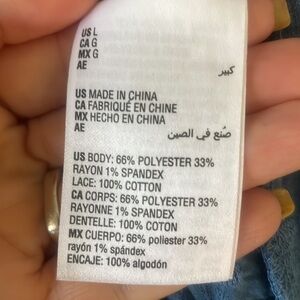 US L
CA G
MX G
AE كبير
US MADE IN CHINA
CA FABRIQUÉ EN CHINE
MX HECHO EN CHINA
AE صنع في الصين
US BODY: 66% POLYESTER 33%
RAYON 1% SPANDEX
LACE: 100% COTTON
CA CORPS: 66% POLYESTER 33%
RAYONNE 1% SPANDEX
DENTELLE: 100% COTON
MX CUERPO: 66% poliester 33%
rayón 1% spándex
ENCAJE: 100% algodón